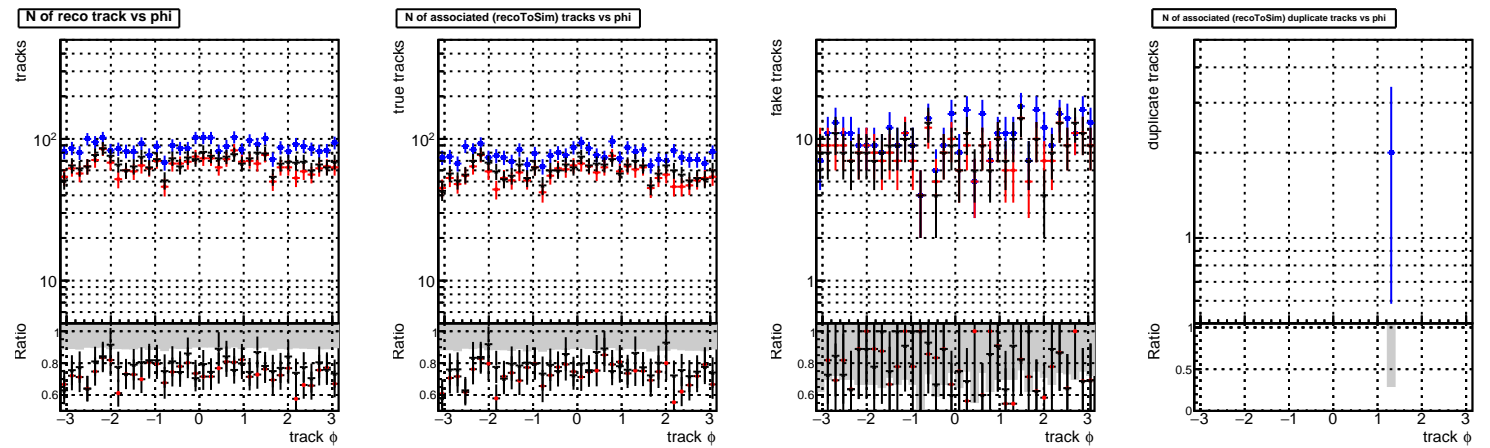 N of reco track vs phi
tracks
10²
10
Ratio
1
0.8
0.6
−3 −2 −1 0 1 2 3
track ϕ
N of associated (recoToSim) tracks vs phi
true tracks
10²
10
Ratio
1
0.8
0.6
−3 −2 −1 0 1 2 3
track ϕ
fake tracks
10
1
Ratio
1
0.8
0.6
−3 −2 −1 0 1 2 3
track ϕ
N of associated (recoToSim) duplicate tracks vs phi
duplicate tracks
1
Ratio
1
0.5
0
−3 −2 −1 0 1 2 3
track ϕ